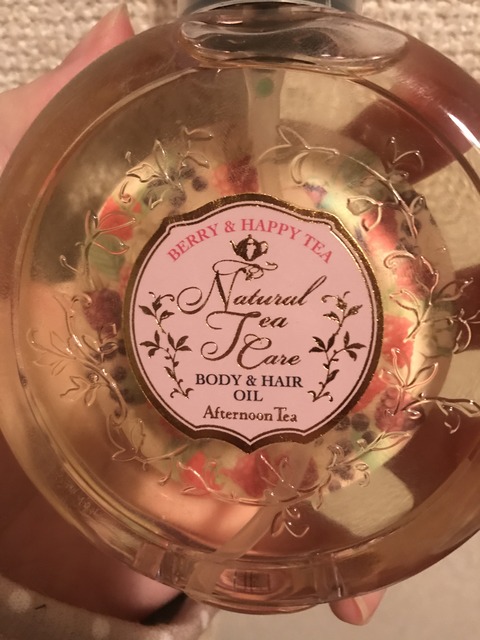 BERRY & HAPPY TEA
Natural
Tea
Care
BODY & HAIR
OIL
Afternoon Tea